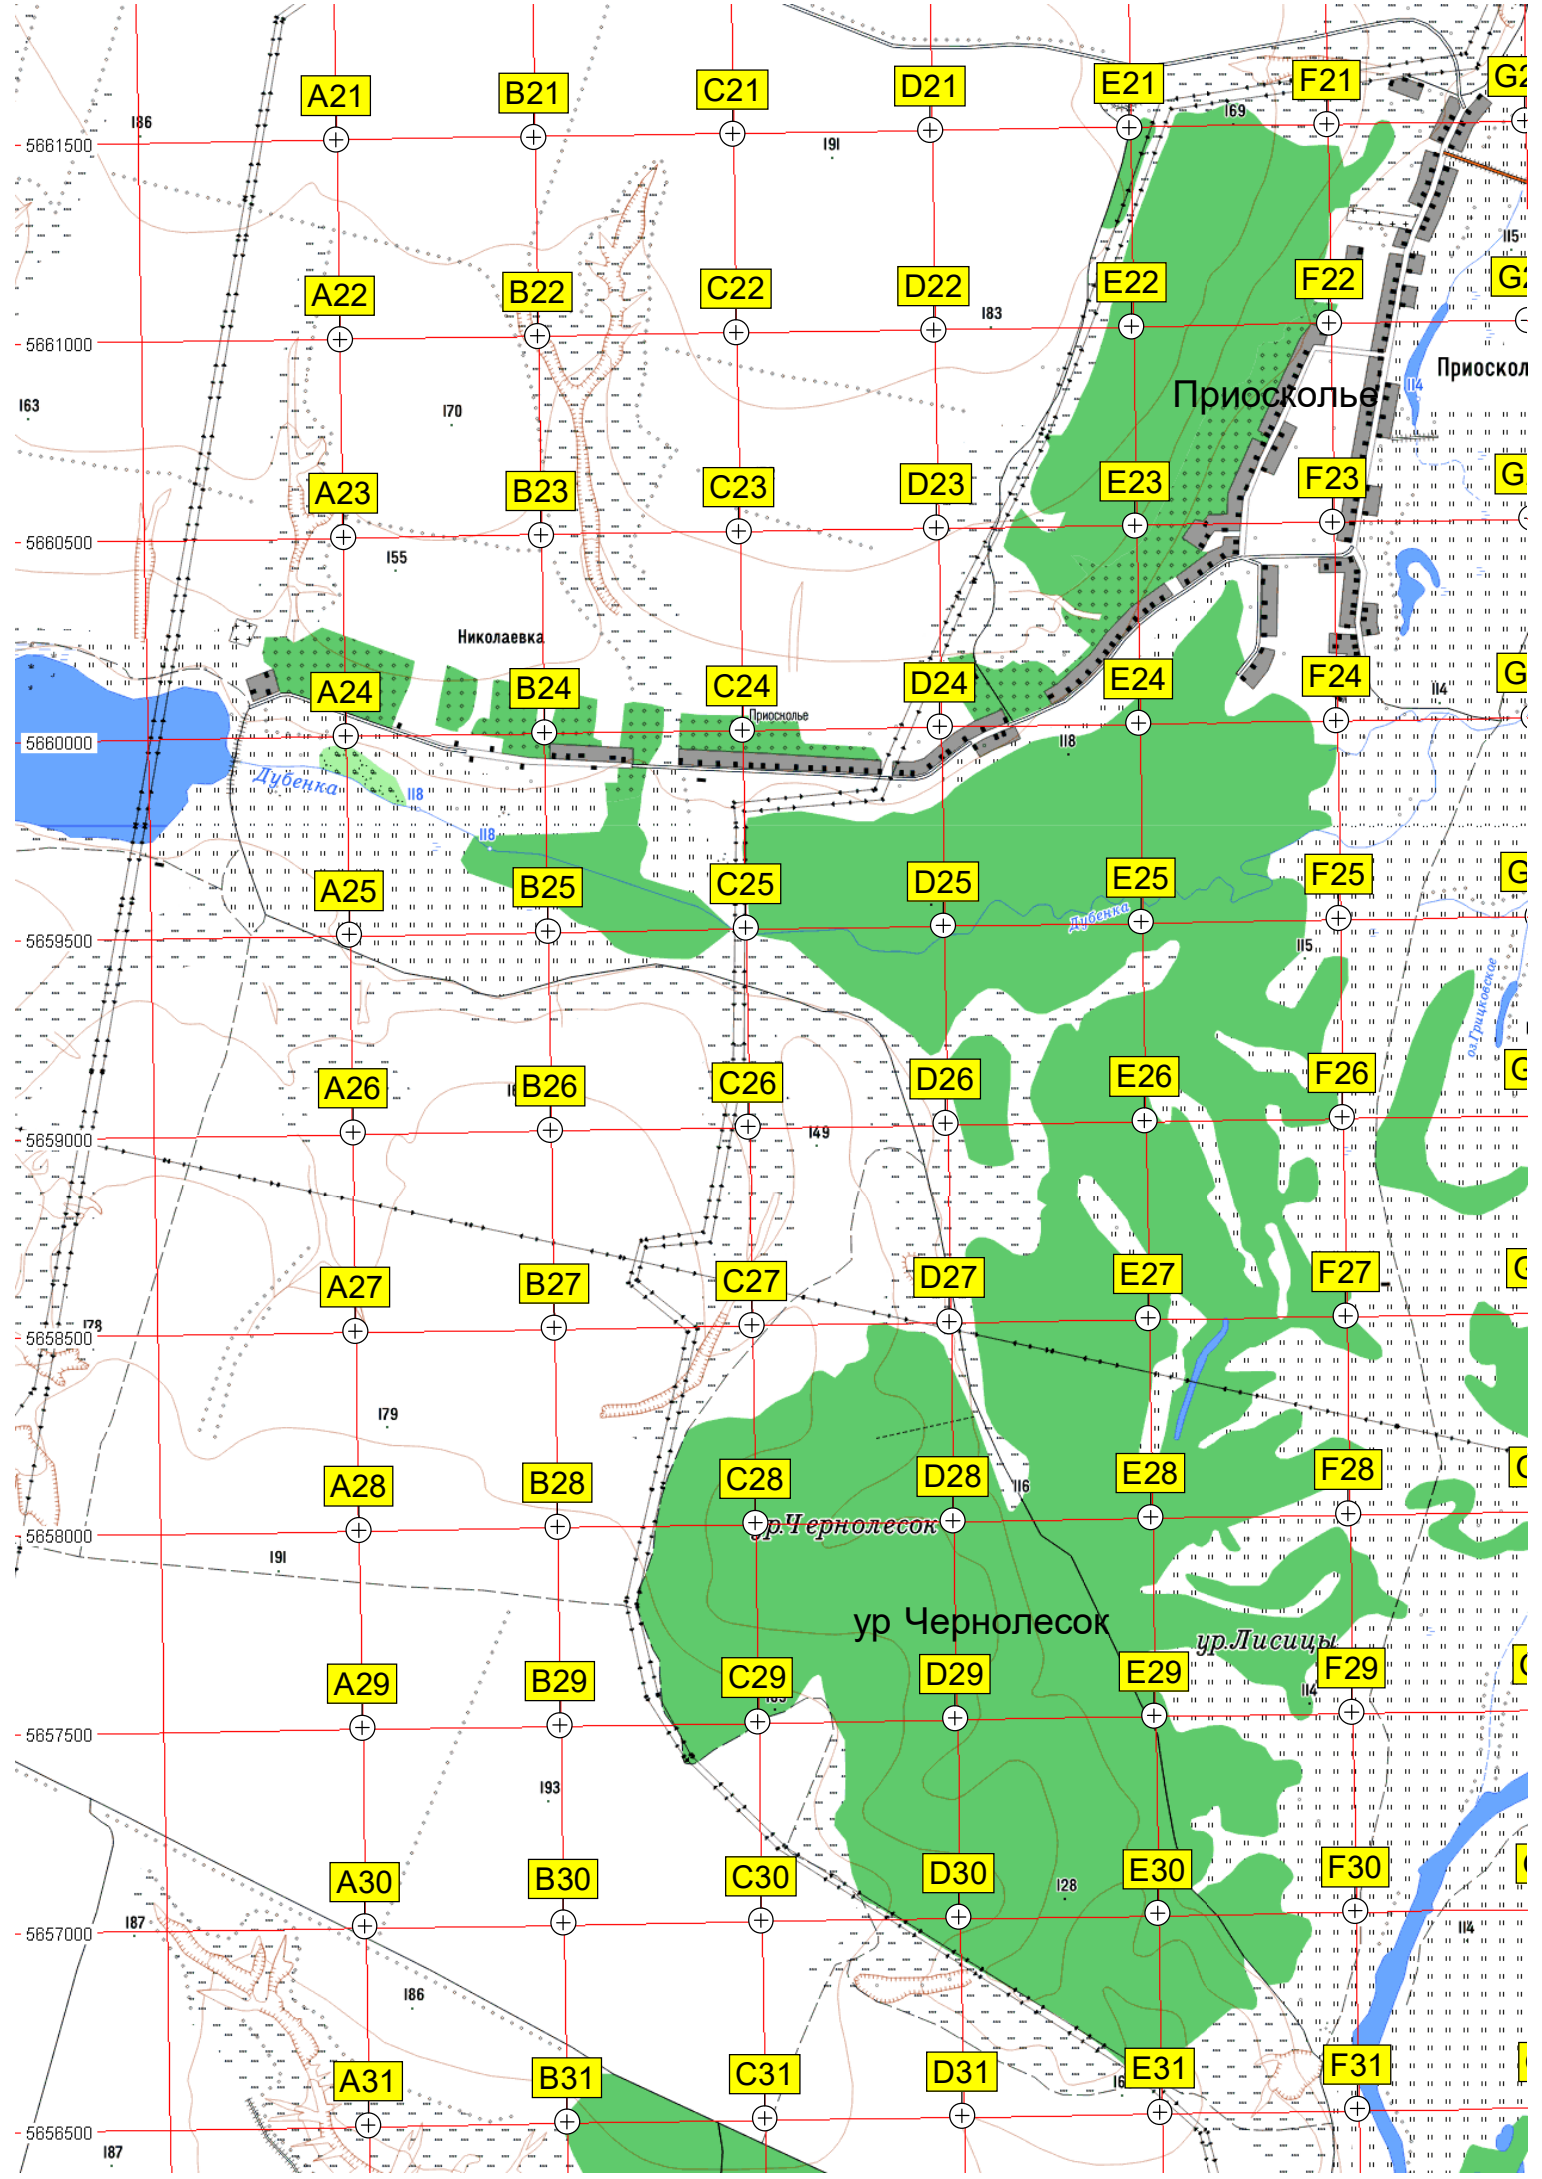 A21 B21 C21 D21 E21 F21
186 169
5661500 191
115
A22 B22 C22 D22 E22 F22
183
5661000
Приоскол
114
Приосколье
163 170
A23 B23 C23 D23 E23 F23
5660500
155
Николаевка
A24 B24 C24 D24 E24 F24
Приосколье
114
5660000 118
Дубенка 118
118
A25 B25 C25 D25 E25 F25
Дубенка
5659500 115
оз.Грицковское
A26 B26 C26 D26 E26 F26
5659000 149
A27 B27 C27 D27 E27 F27
178
5658500
179
A28 B28 C28 D28 E28 F28
116
5658000 ур.Чернолесок
191
ур Чернолесок
ур.Лисицы
A29 B29 C29 D29 E29 F29
114
5657500
193
A30 B30 C30 D30 E30 F30
128
187 114
5657000
186
A31 B31 C31 D31 E31 F31
5656500
187